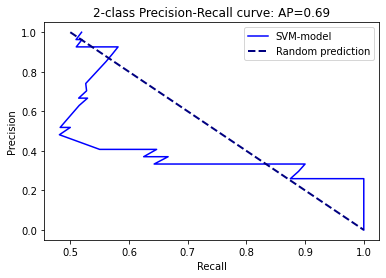 2-class Precision-Recall curve: AP=0.69
SVM-model
Random prediction
Precision
1.0
0.8
0.6
0.4
0.2
0.0
0.5 0.6 0.7 0.8 0.9 1.0
Recall